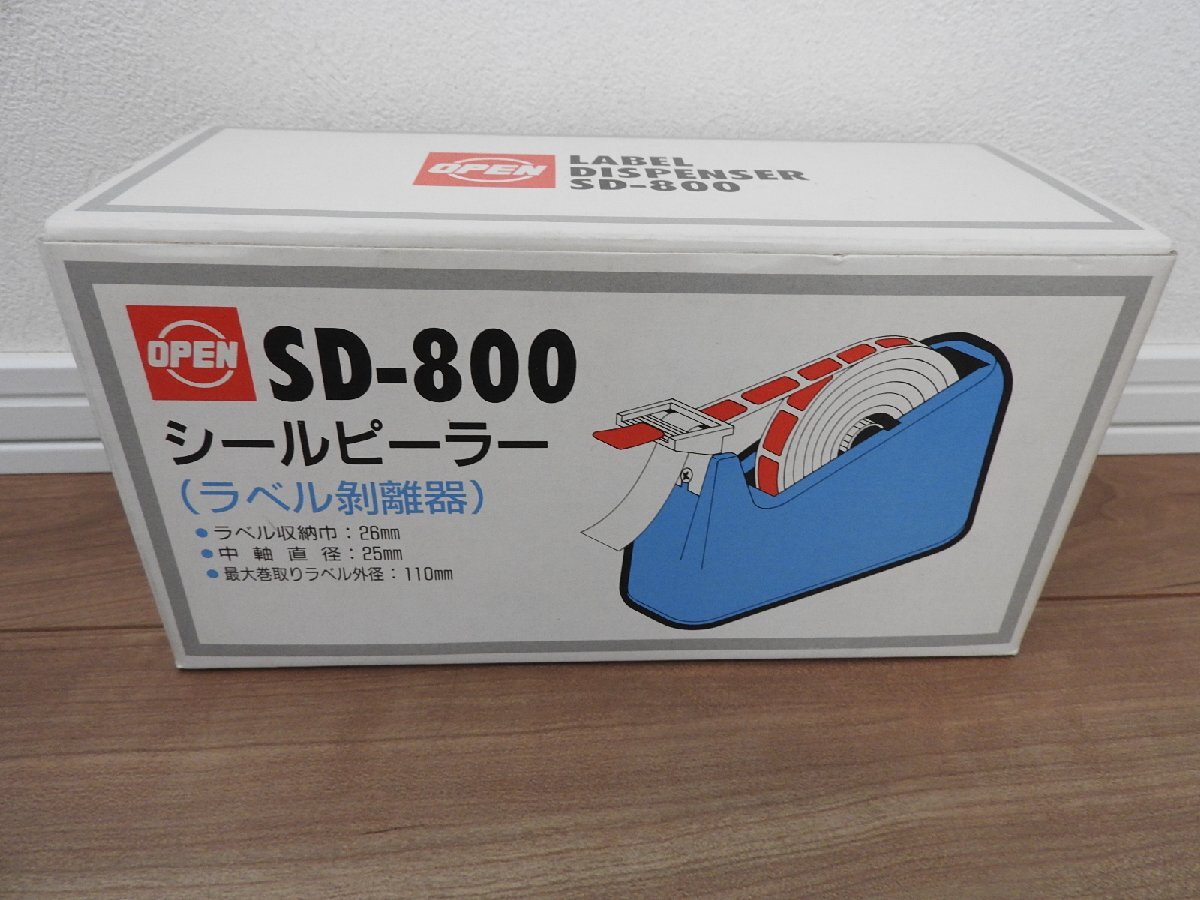 OPEN
LABEL
DISPENSER
SD-800
OPEN
SD-800
シールピーラー
(ラベル剥離器)
●ラベル収納巾:26mm
●中軸直径:25mm
●最大巻取りラベル外径:110mm